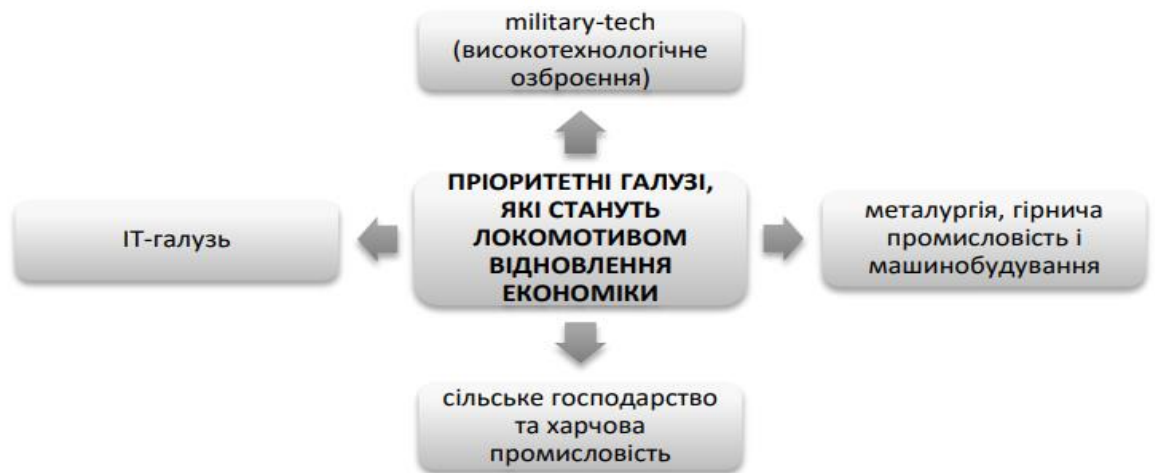 military-tech
(високотехнологічне
озброєння)
ПРІОРИТЕТНІ ГАЛУЗІ,
ЯКІ СТАНУТЬ
ЛОКОМОТИВОМ
ВІДНОВЛЕННЯ
ЕКОНОМІКИ
ІТ-галузь
металургія, гірнича
промисловість і
машинобудування
сільське господарство
та харчова
промисловість